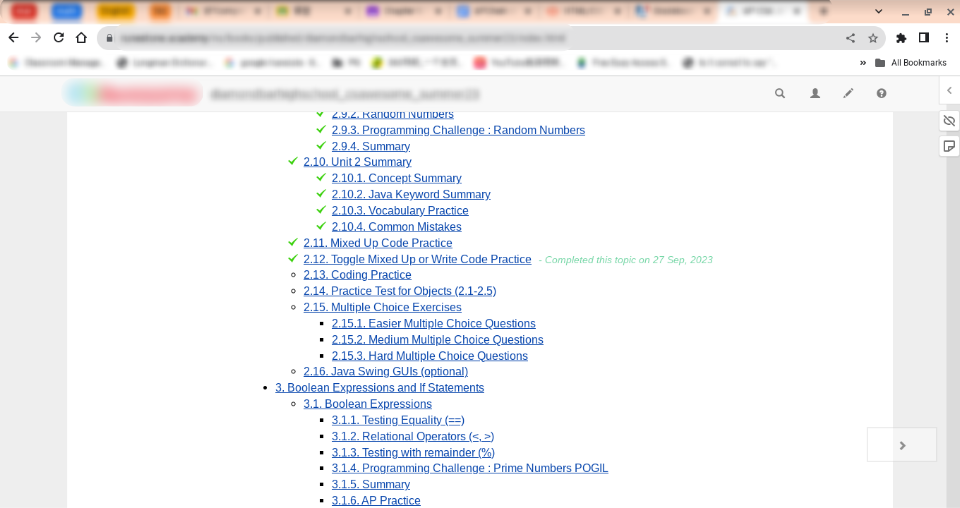 All Bookmarks
2.9.2. Random Numbers
2.9.3. Programming Challenge : Random Numbers
2.9.4. Summary
2.10. Unit 2 Summary
2.10.1. Concept Summary
2.10.2. Java Keyword Summary
2.10.3. Vocabulary Practice
2.10.4. Common Mistakes
2.11. Mixed Up Code Practice
2.12. Toggle Mixed Up or Write Code Practice - Completed this topic on 27 Sep, 2023
2.13. Coding Practice
2.14. Practice Test for Objects (2.1-2.5)
2.15. Multiple Choice Exercises
2.15.1. Easier Multiple Choice Questions
2.15.2. Medium Multiple Choice Questions
2.15.3. Hard Multiple Choice Questions
2.16. Java Swing GUIs (optional)
3. Boolean Expressions and If Statements
3.1. Boolean Expressions
3.1.1. Testing Equality (==)
3.1.2. Relational Operators (<, >)
3.1.3. Testing with remainder (%)
3.1.4. Programming Challenge : Prime Numbers POGIL
3.1.5. Summary
3.1.6. AP Practice